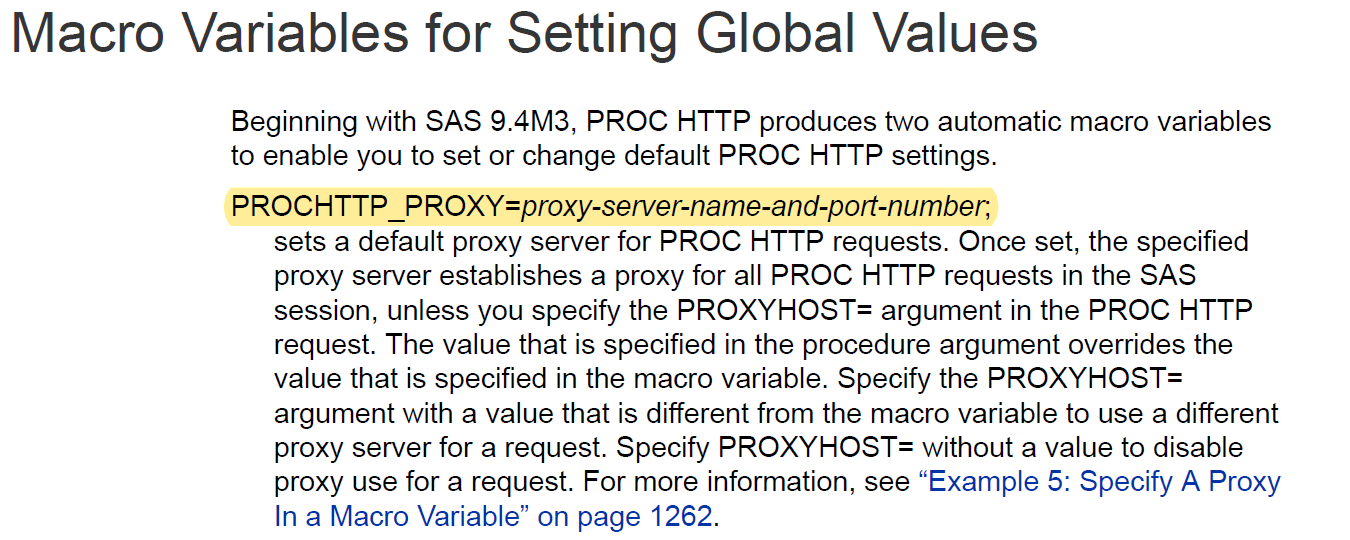 Macro Variables for Setting Global Values
Beginning with SAS 9.4M3, PROC HTTP produces two automatic macro variables
to enable you to set or change default PROC HTTP settings.
PROCHTTP_PROXY=proxy-server-name-and-port-number;
sets a default proxy server for PROC HTTP requests. Once set, the specified
proxy server establishes a proxy for all PROC HTTP requests in the SAS
session, unless you specify the PROXYHOST= argument in the PROC HTTP
request. The value that is specified in the procedure argument overrides the
value that is specified in the macro variable. Specify the PROXYHOST=
argument with a value that is different from the macro variable to use a different
proxy server for a request. Specify PROXYHOST= without a value to disable
proxy use for a request. For more information, see “Example 5: Specify A Proxy
In a Macro Variable” on page 1262.